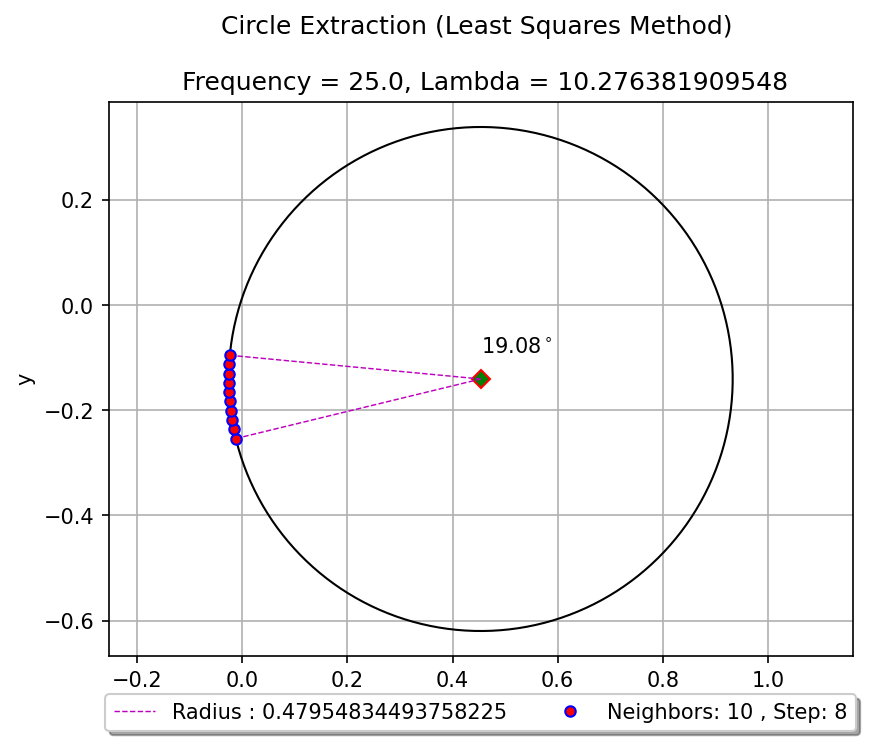 Circle Extraction (Least Squares Method)
Frequency = 25.0, Lambda = 10.276381909548
0.2
0.0
−0.2
−0.4
−0.6
y
19.08°
−0.2
0.0
0.2
0.4
0.6
0.8
1.0
Radius : 0.47954834493758225
Neighbors: 10 , Step: 8